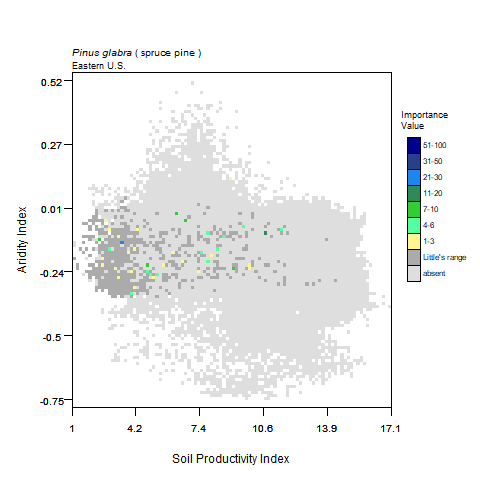 Pinus glabra ( spruce pine )
Eastern U.S.
0.52
0.27
0.01
-0.24
-0.5
-0.75
Aridity Index
1 4.2 7.4 10.6 13.9 17.1
Soil Productivity Index
Importance
Value
51-100
31-50
21-30
11-20
7-10
4-6
1-3
Little's range
absent